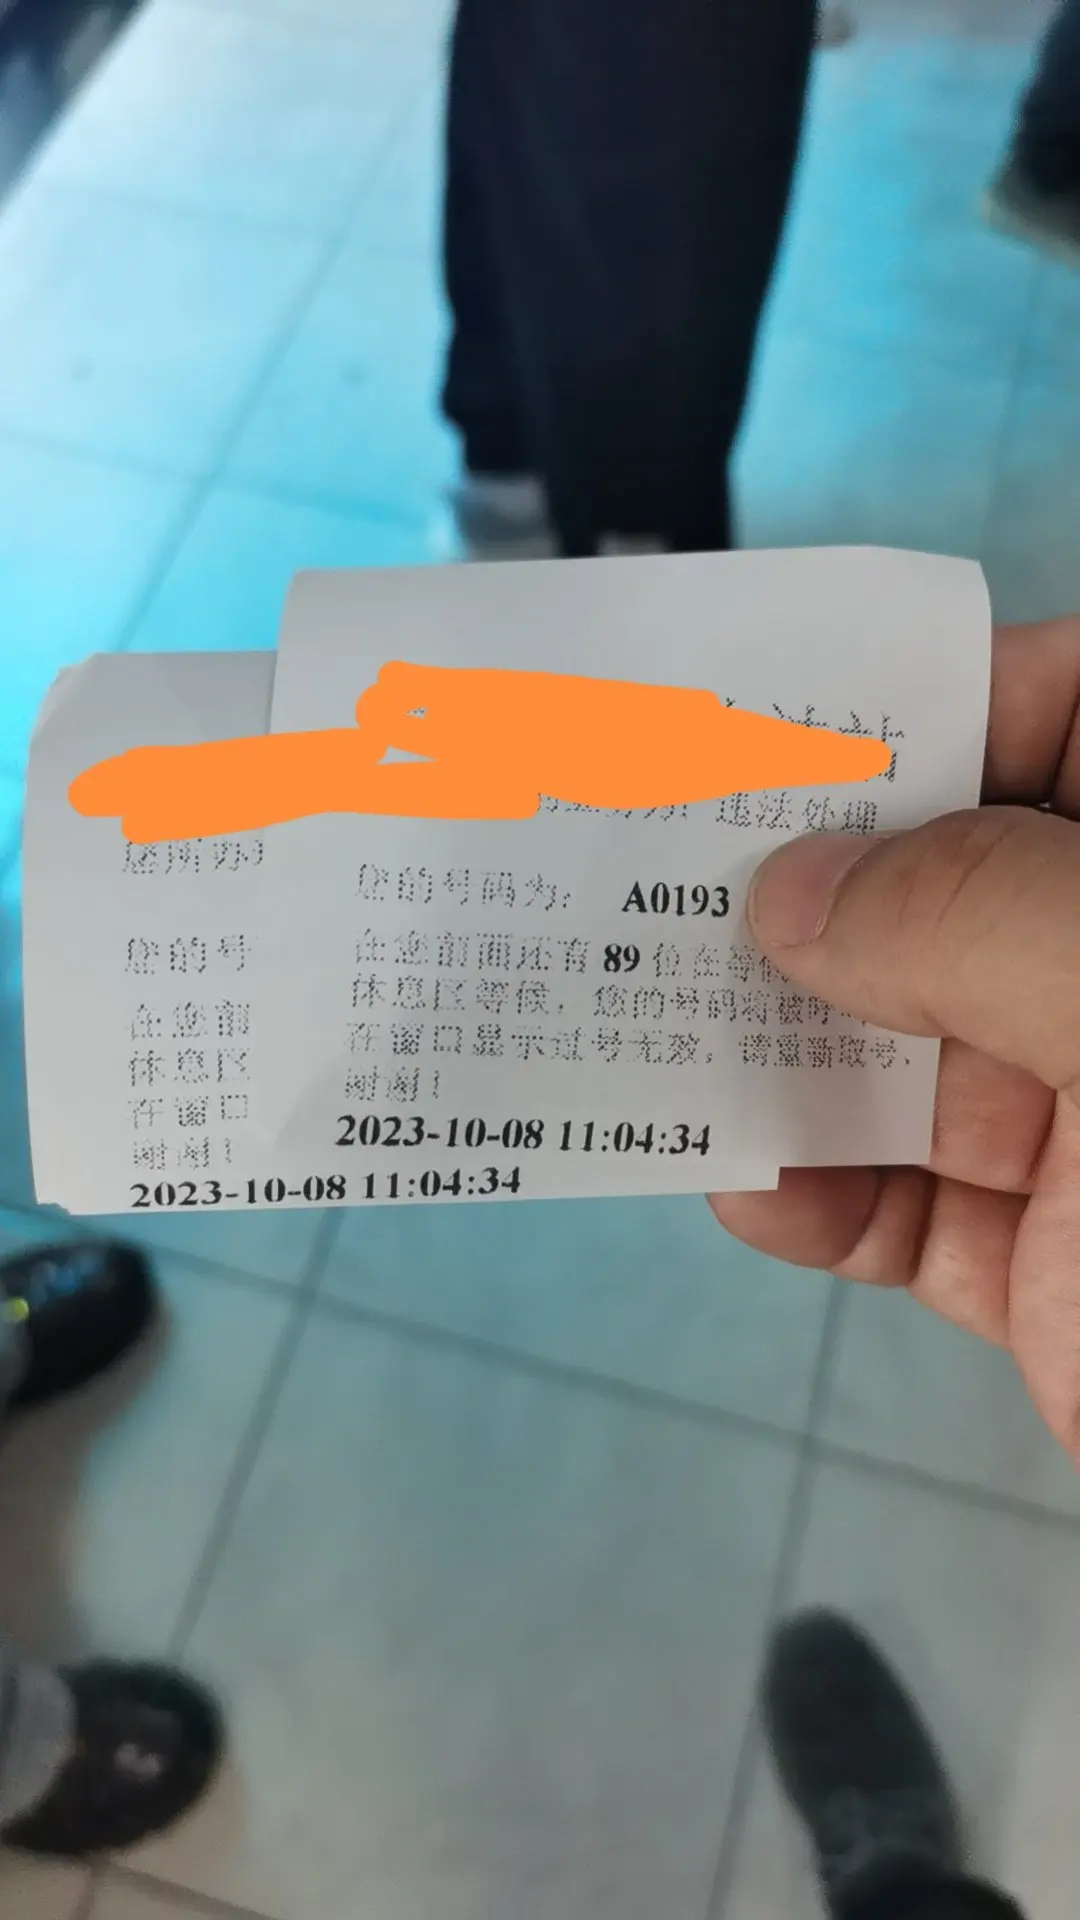 违法处理
您的号码为: A0193
在您前面还有 89 位在等候
休息区等候, 您的号码将被呼
在窗口显示过号无效, 请重新取号,
谢谢!
2023-10-08 11:04:34
您所办
您的号
在您前
休息区
在窗口
谢谢!
2023-10-08 11:04:34